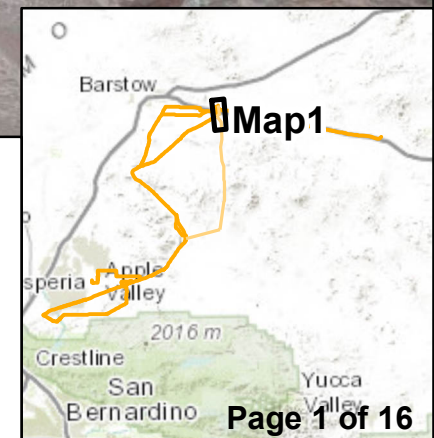 O
M
Barstow
Map1
speria
Apple
Valley
2016 m
Crestline
San
Bernardino
Yucca
Valley
Page 1 of 16